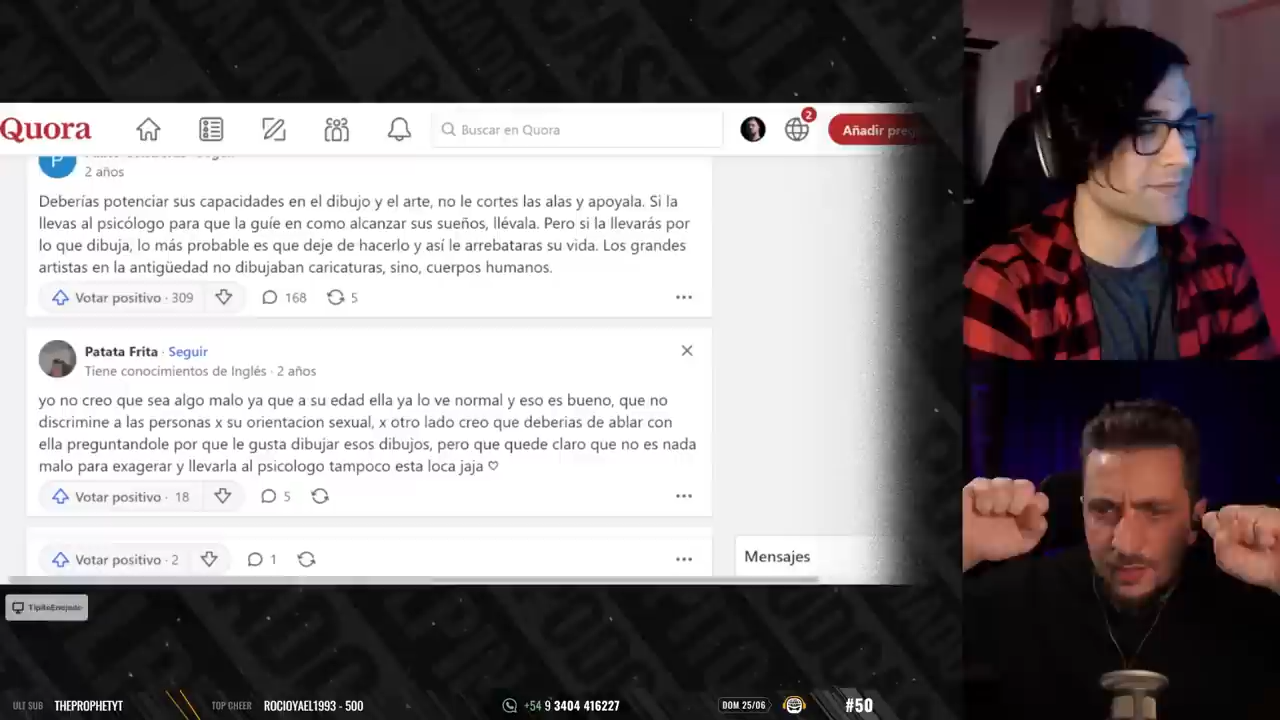 Quora
Buscar en Quora
2
Añadir preg
P
2 años
Deberías potenciar sus capacidades en el dibujo y el arte, no le cortes las alas y apoyala. Si la
llevas al psicólogo para que la guíe en como alcanzar sus sueños, llévala. Pero si la llevarás por
lo que dibuja, lo más probable es que deje de hacerlo y así le arrebataras su vida. Los grandes
artistas en la antigüedad no dibujaban caricaturas, sino, cuerpos humanos.
Votar positivo · 309
168
5
Patata Frita · Seguir
Tiene conocimientos de Inglés · 2 años
yo no creo que sea algo malo ya que a su edad ella ya lo ve normal y eso es bueno, que no
discrimine a las personas x su orientacion sexual, x otro lado creo que deberias de ablar con
ella preguntandole por que le gusta dibujar esos dibujos, pero que quede claro que no es nada
malo para exagerar y llevarla al psicologo tampoco esta loca jaja ♡
Votar positivo · 18
5
Votar positivo · 2
1
Mensajes
TipitoEnojado
ULT SUB THEPROPHETYT
TOP CHEER ROCIOYAEL1993 - 500
+54 9 3404 416227
DOM 25/06
#50